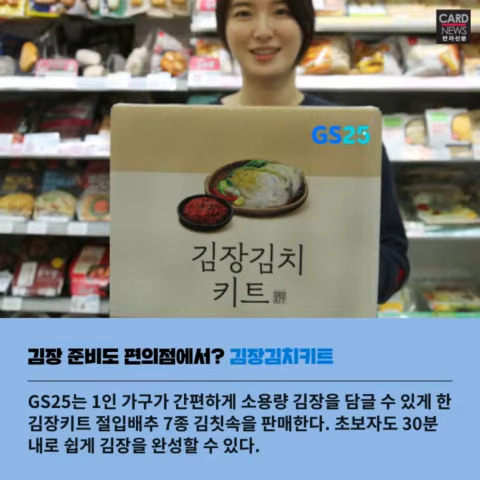 CARD
NEWS
전자신문
GS25
김장김치
키트
김장 준비도 편의점에서? 김장김치키트
GS25는 1인 가구가 간편하게 소용량 김장을 담글 수 있게 한
김장키트 절입배추 7종 김칫속을 판매한다. 초보자도 30분
내로 쉽게 김장을 완성할 수 있다.